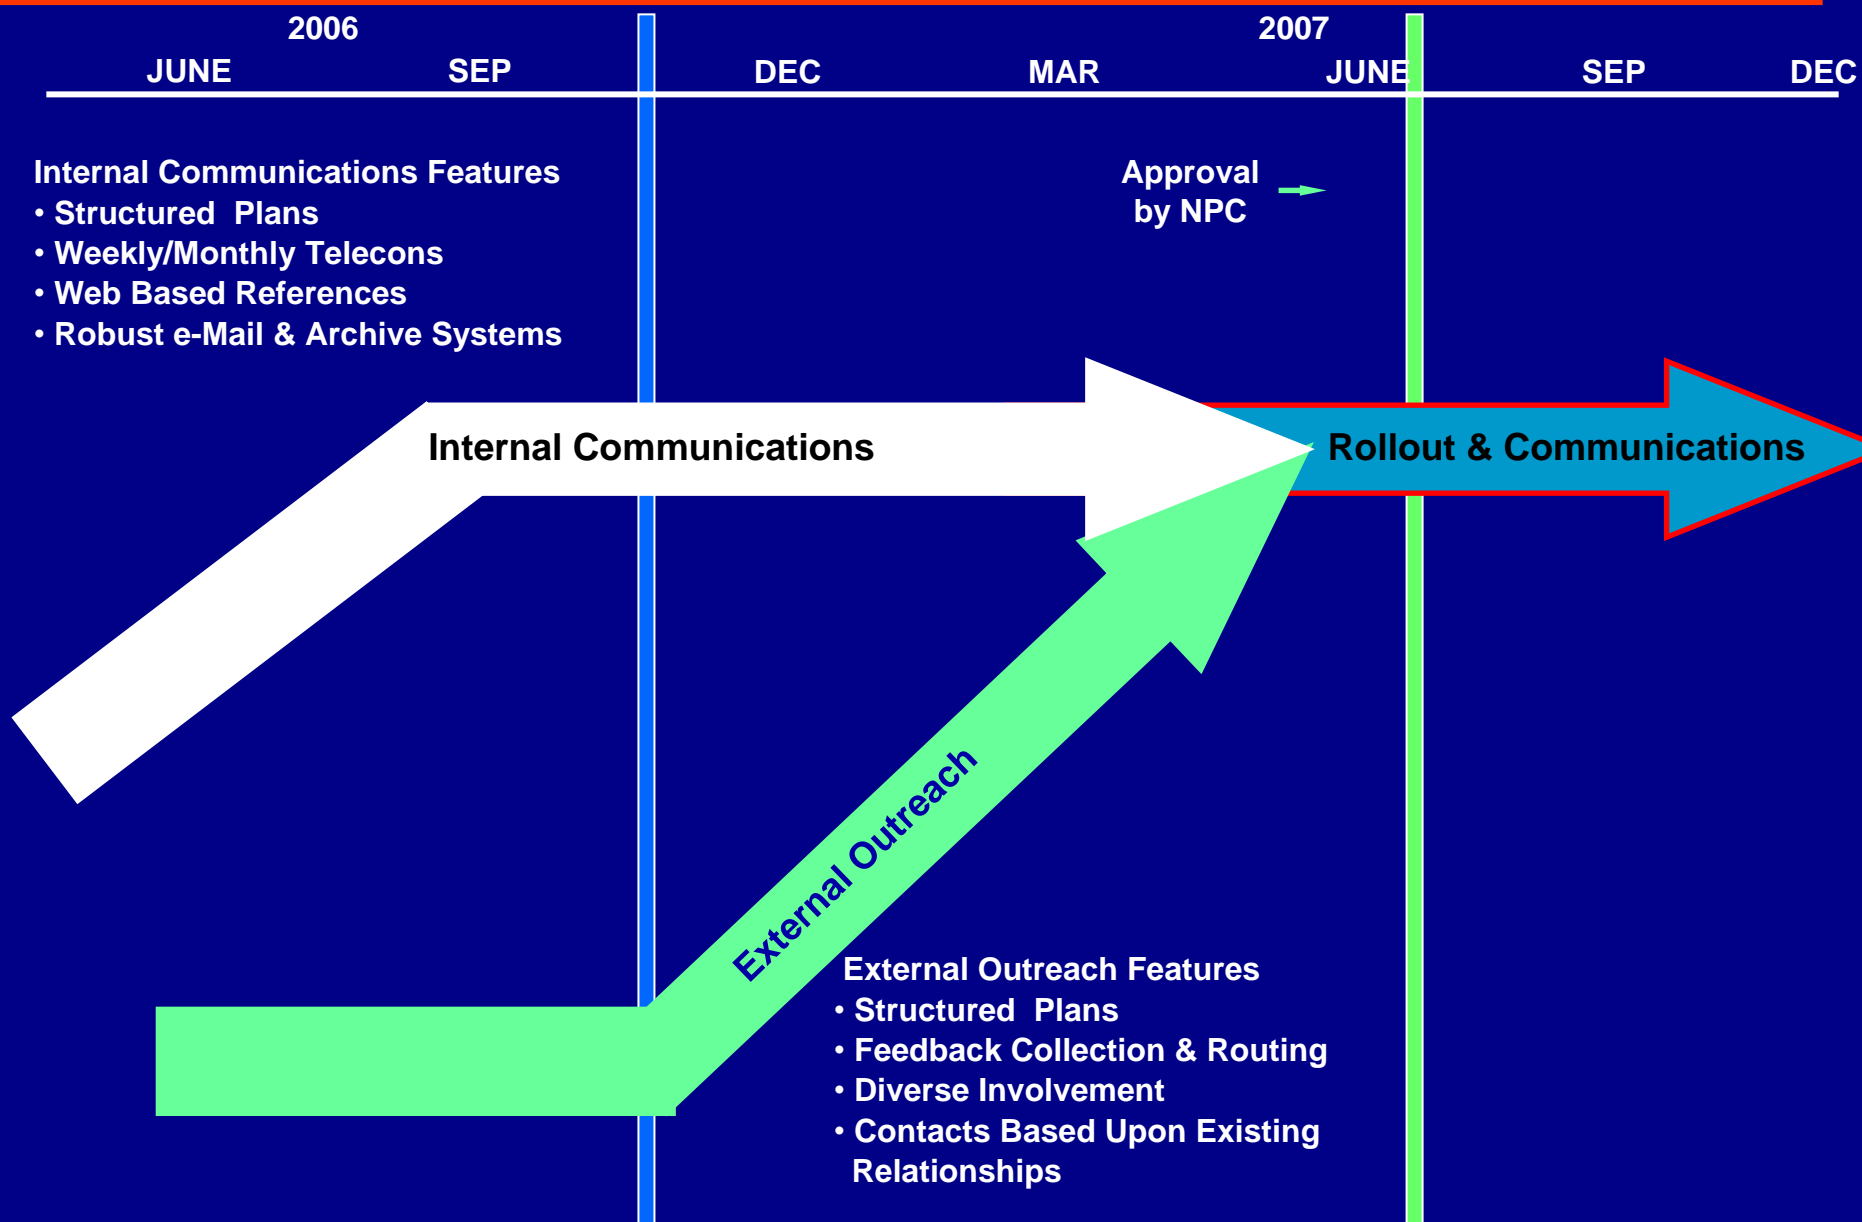 2006 2007
JUNE SEP DEC MAR JUNE SEP DEC
Internal Communications Features
• Structured  Plans
• Weekly/Monthly Telecons
• Web Based References
• Robust e-Mail & Archive Systems
Approval
by NPC
Internal Communications
Rollout & Communications
External Outreach
External Outreach Features
• Structured  Plans
• Feedback Collection & Routing
• Diverse Involvement
• Contacts Based Upon Existing
Relationships